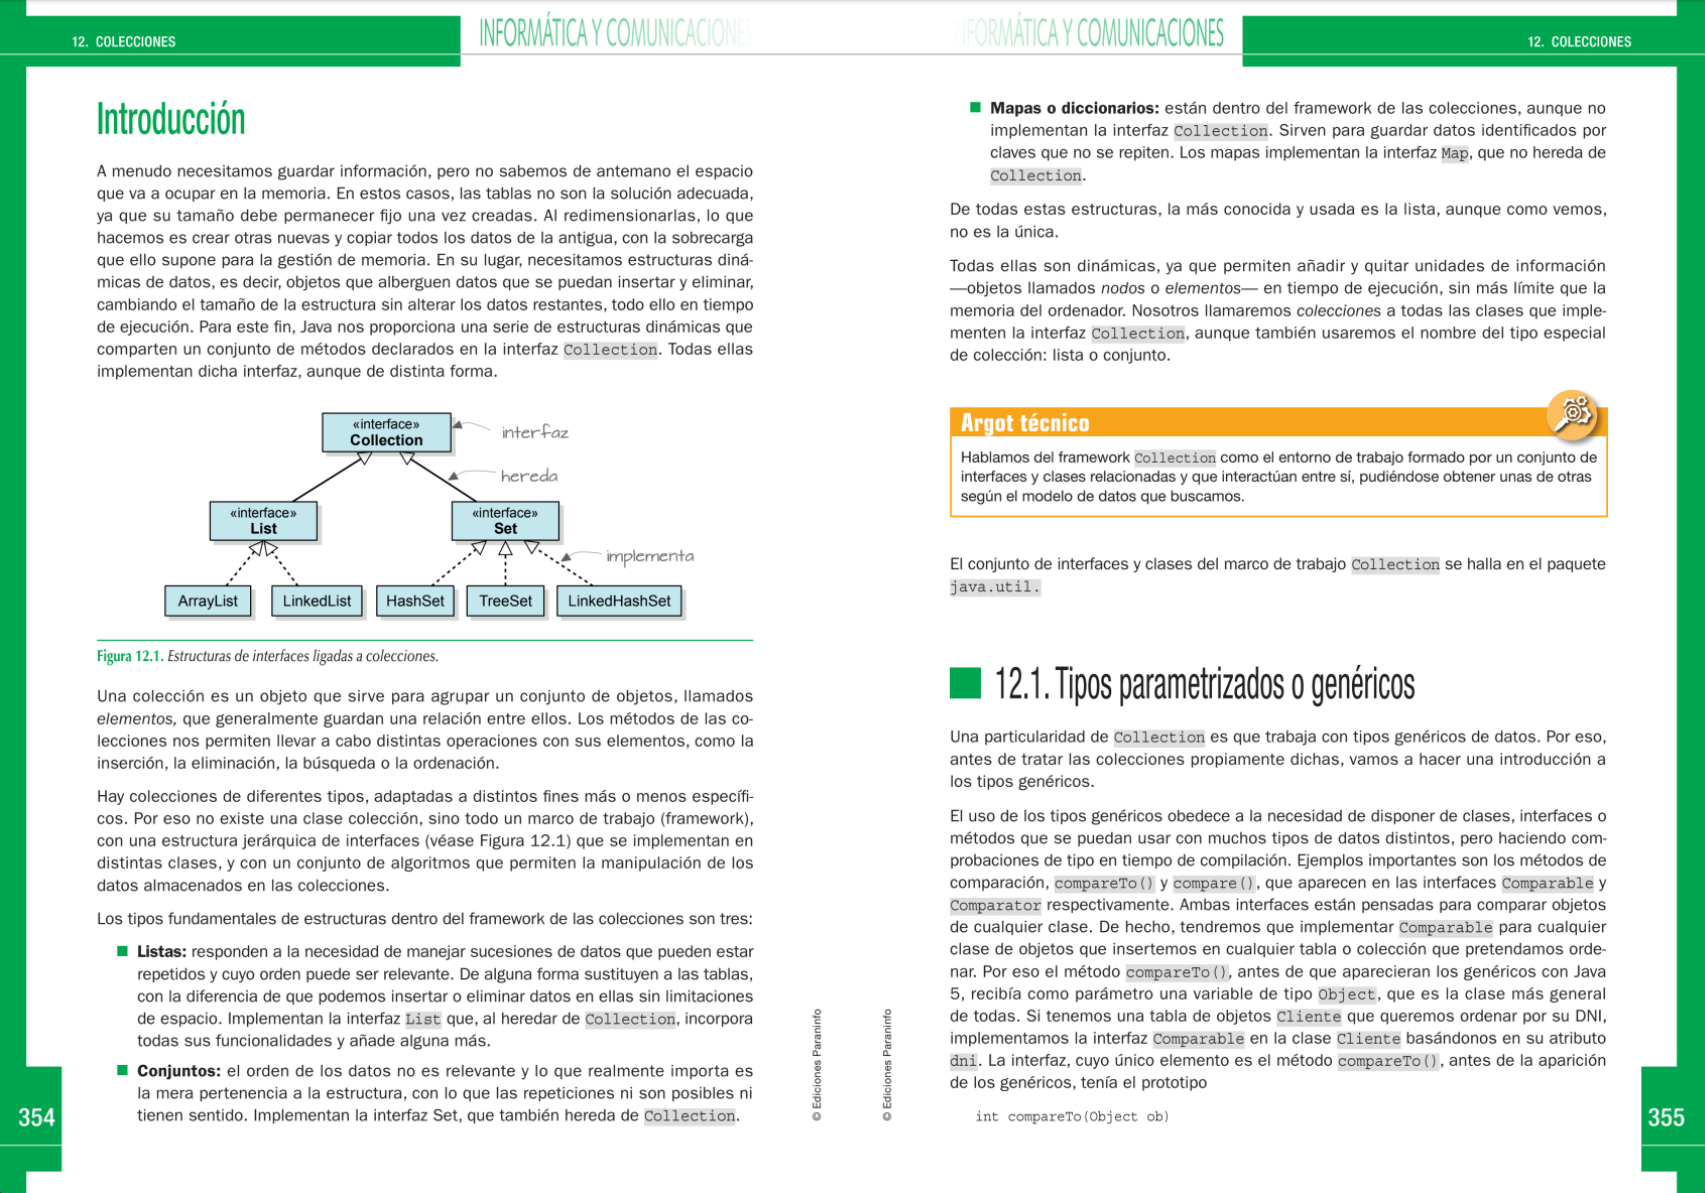 12. COLECCIONES
INFORMÁTICA Y COMUNICACIONES
Introducción
A menudo necesitamos guardar información, pero no sabemos de antemano el espacio
que va a ocupar en la memoria. En estos casos, las tablas no son la solución adecuada,
ya que su tamaño debe permanecer fijo una vez creadas. Al redimensionarlas, lo que
hacemos es crear otras nuevas y copiar todos los datos de la antigua, con la sobrecarga
que ello supone para la gestión de memoria. En su lugar, necesitamos estructuras diná-
micas de datos, es decir, objetos que alberguen datos que se puedan insertar y eliminar,
cambiando el tamaño de la estructura sin alterar los datos restantes, todo ello en tiempo
de ejecución. Para este fin, Java nos proporciona una serie de estructuras dinámicas que
comparten un conjunto de métodos declarados en la interfaz Collection. Todas ellas
implementan dicha interfaz, aunque de distinta forma.
«interface»
Collection
interfaz
hereda
«interface»
List
«interface»
Set
implementa
ArrayList
LinkedList
HashSet
TreeSet
LinkedHashSet
Figura 12.1. Estructuras de interfaces ligadas a colecciones.
Una colección es un objeto que sirve para agrupar un conjunto de objetos, llamados
elementos, que generalmente guardan una relación entre ellos. Los métodos de las co-
lecciones nos permiten llevar a cabo distintas operaciones con sus elementos, como la
inserción, la eliminación, la búsqueda o la ordenación.
Hay colecciones de diferentes tipos, adaptadas a distintos fines más o menos específi-
cos. Por eso no existe una clase colección, sino todo un marco de trabajo (framework),
con una estructura jerárquica de interfaces (véase Figura 12.1) que se implementan en
distintas clases, y con un conjunto de algoritmos que permiten la manipulación de los
datos almacenados en las colecciones.
Los tipos fundamentales de estructuras dentro del framework de las colecciones son tres:
Listas: responden a la necesidad de manejar sucesiones de datos que pueden estar
repetidos y cuyo orden puede ser relevante. De alguna forma sustituyen a las tablas,
con la diferencia de que podemos insertar o eliminar datos en ellas sin limitaciones
de espacio. Implementan la interfaz List que, al heredar de Collection, incorpora
todas sus funcionalidades y añade alguna más.
Conjuntos: el orden de los datos no es relevante y lo que realmente importa es
la mera pertenencia a la estructura, con lo que las repeticiones ni son posibles ni
tienen sentido. Implementan la interfaz Set, que también hereda de Collection.
354
© Ediciones Paraninfo
INFORMÁTICA Y COMUNICACIONES
12. COLECCIONES
Mapas o diccionarios: están dentro del framework de las colecciones, aunque no
implementan la interfaz Collection. Sirven para guardar datos identificados por
claves que no se repiten. Los mapas implementan la interfaz Map, que no hereda de
Collection.
De todas estas estructuras, la más conocida y usada es la lista, aunque como vemos,
no es la única.
Todas ellas son dinámicas, ya que permiten añadir y quitar unidades de información
—objetos llamados nodos o elementos— en tiempo de ejecución, sin más límite que la
memoria del ordenador. Nosotros llamaremos colecciones a todas las clases que imple-
menten la interfaz Collection, aunque también usaremos el nombre del tipo especial
de colección: lista o conjunto.
Argot técnico
Hablamos del framework Collection como el entorno de trabajo formado por un conjunto de
interfaces y clases relacionadas y que interactúan entre sí, pudiéndose obtener unas de otras
según el modelo de datos que buscamos.
El conjunto de interfaces y clases del marco de trabajo Collection se halla en el paquete
java.util.
12.1. Tipos parametrizados o genéricos
Una particularidad de Collection es que trabaja con tipos genéricos de datos. Por eso,
antes de tratar las colecciones propiamente dichas, vamos a hacer una introducción a
los tipos genéricos.
El uso de los tipos genéricos obedece a la necesidad de disponer de clases, interfaces o
métodos que se puedan usar con muchos tipos de datos distintos, pero haciendo com-
probaciones de tipo en tiempo de compilación. Ejemplos importantes son los métodos de
comparación, compareTo() y compare(), que aparecen en las interfaces Comparable y
Comparator respectivamente. Ambas interfaces están pensadas para comparar objetos
de cualquier clase. De hecho, tendremos que implementar Comparable para cualquier
clase de objetos que insertemos en cualquier tabla o colección que pretendamos orde-
nar. Por eso el método compareTo(), antes de que aparecieran los genéricos con Java
5, recibía como parámetro una variable de tipo Object, que es la clase más general
de todas. Si tenemos una tabla de objetos Cliente que queremos ordenar por su DNI,
implementamos la interfaz Comparable en la clase Cliente basándonos en su atributo
dni. La interfaz, cuyo único elemento es el método compareTo(), antes de la aparición
de los genéricos, tenía el prototipo
int compareTo(Object ob)
© Ediciones Paraninfo
355